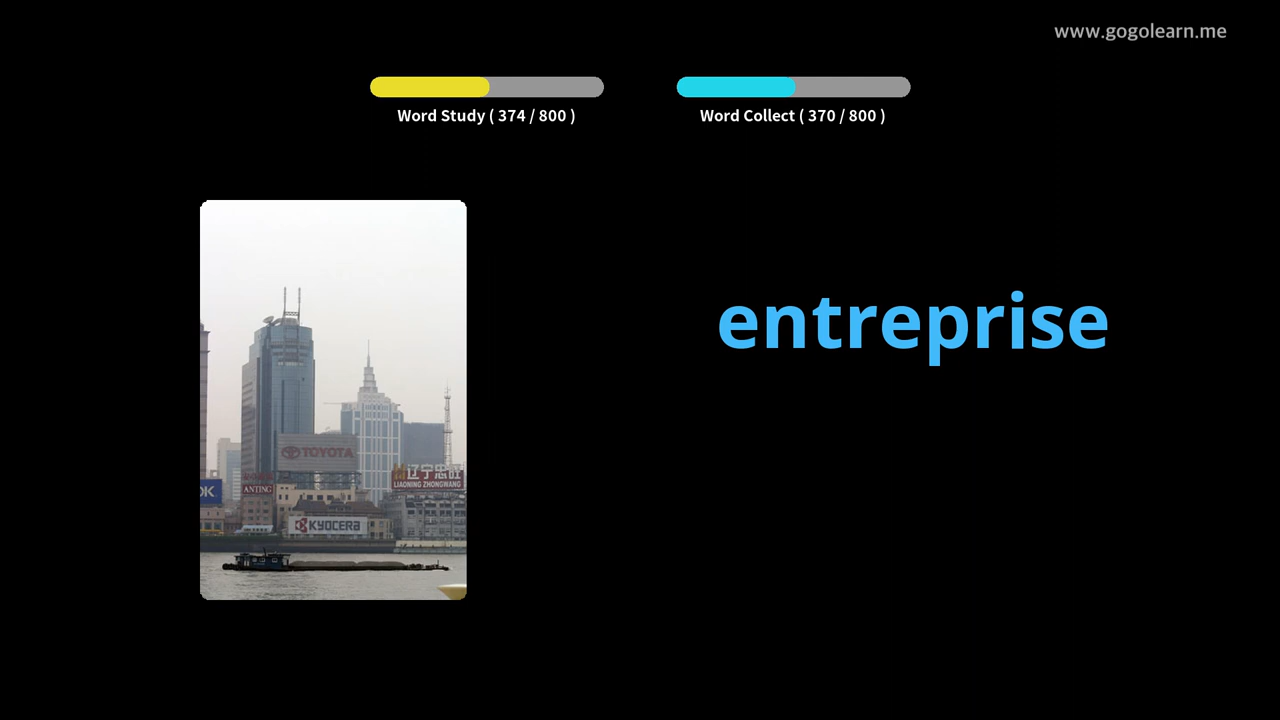 www.gogolearn.me
Word Study ( 374 / 800 )
Word Collect ( 370 / 800 )
entreprise
TOYOTA
辽宁忠旺
LIAONING ZHONGWANG
OK
ANTING
KYOCERA